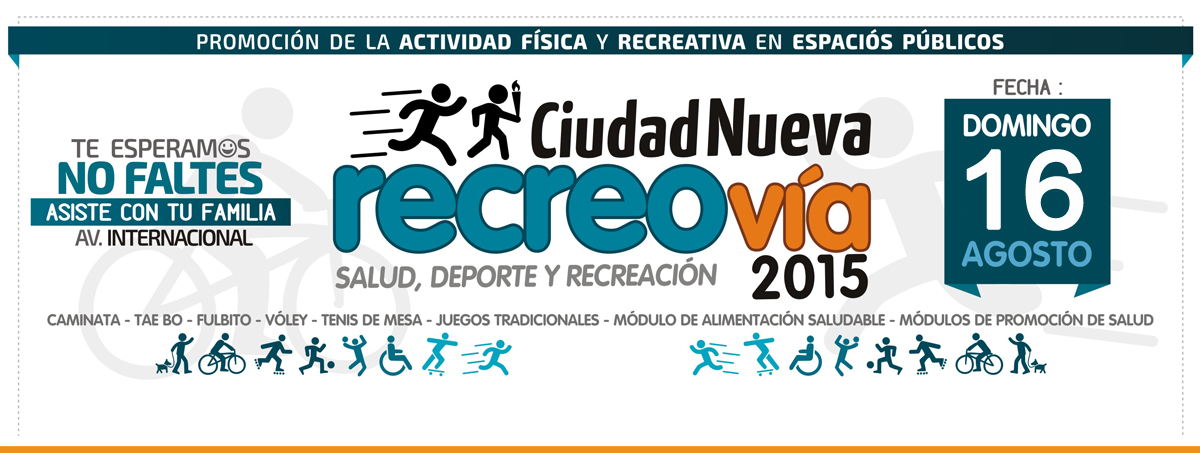 PROMOCIÓN DE LA ACTIVIDAD FÍSICA Y RECREATIVA EN ESPACIÓS PÚBLICOS
TE ESPERAMOS
NO FALTES
ASISTE CON TU FAMILIA
AV. INTERNACIONAL
Ciudad Nueva
recreovía
2015
SALUD, DEPORTE Y RECREACIÓN
FECHA :
DOMINGO
16
AGOSTO
CAMINATA - TAE BO - FULBITO - VÓLEY - TENIS DE MESA - JUEGOS TRADICIONALES - MÓDULO DE ALIMENTACIÓN SALUDABLE - MÓDULOS DE PROMOCIÓN DE SALUD